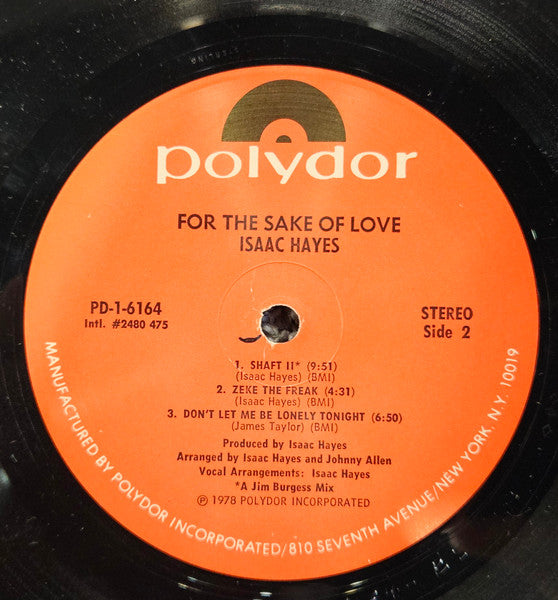 polydor
FOR THE SAKE OF LOVE
ISAAC HAYES
PD-1-6164
Intl. #2480 475
STEREO
Side 2
1. SHAFT II* (9:51)
(Isaac Hayes) (BMI)
2. ZEKE THE FREAK (4:31)
(Isaac Hayes) (BMI)
3. DON'T LET ME BE LONELY TONIGHT (6:50)
(James Taylor) (BMI)
Produced by Isaac Hayes
Arranged by Isaac Hayes and Johnny Allen
Vocal Arrangements: Isaac Hayes
*A Jim Burgess Mix
℗ 1978 POLYDOR INCORPORATED
MANUFACTURED BY POLYDOR INCORPORATED/810 SEVENTH AVENUE/NEW YORK, N.Y. 10019